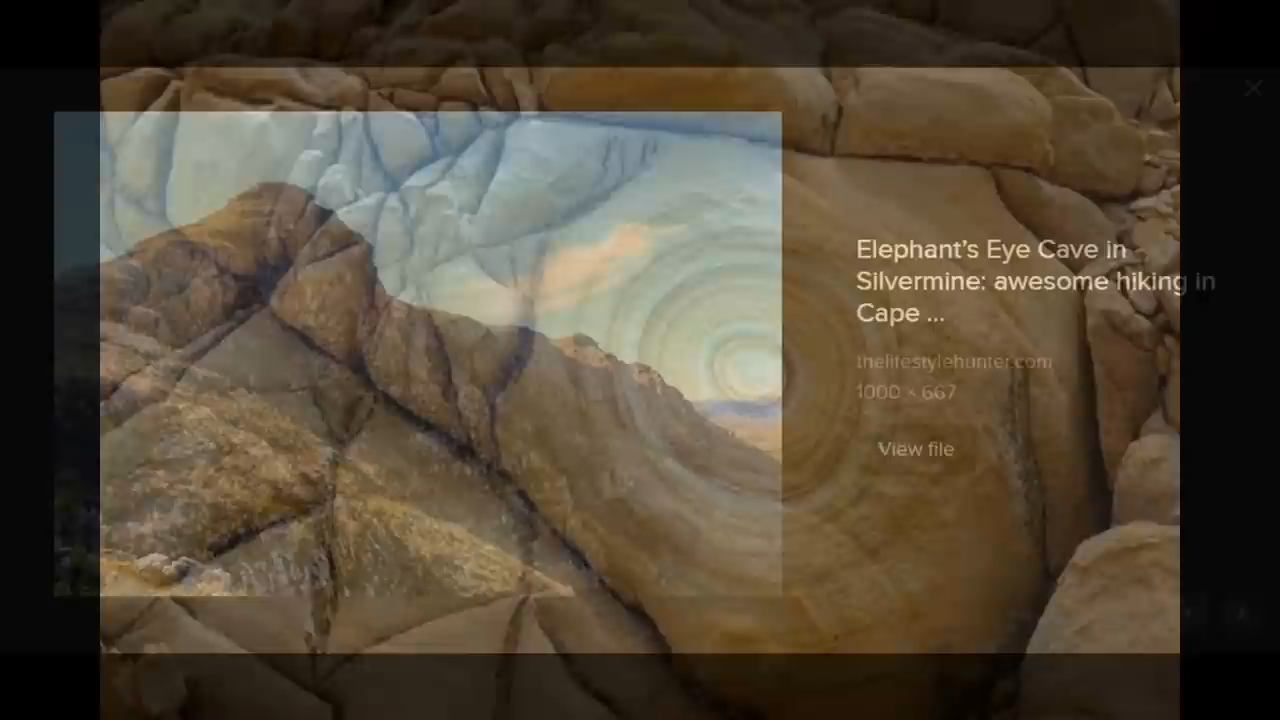 Elephant's Eye Cave in
Silvermine: awesome hiking in
Cape ...
thelifestylehunter.com
1000 × 667
View file